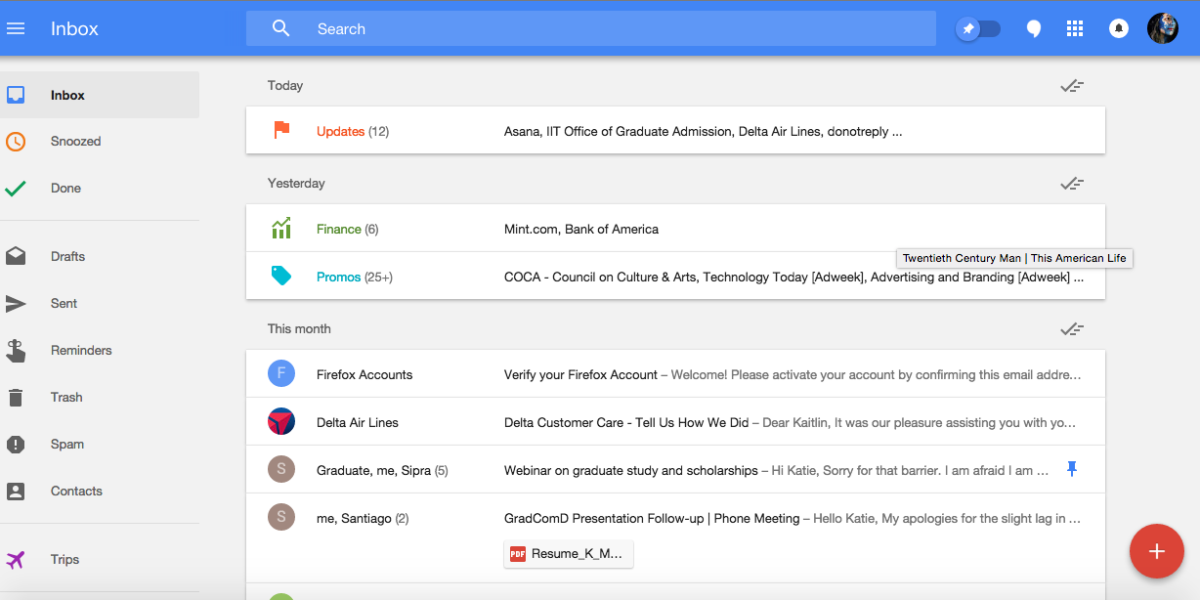 Inbox
Search
Inbox
Snoozed
Done
Drafts
Sent
Reminders
Trash
Spam
Contacts
Trips
Today
Updates (12) Asana, IIT Office of Graduate Admission, Delta Air Lines, donotreply ...
Yesterday
Finance (6) Mint.com, Bank of America
Twentieth Century Man | This American Life
Promos (25+) COCA - Council on Culture & Arts, Technology Today [Adweek], Advertising and Branding [Adweek] ...
This month
F Firefox Accounts Verify your Firefox Account – Welcome! Please activate your account by confirming this email addre...
Delta Air Lines Delta Customer Care - Tell Us How We Did – Dear Kaitlin, It was our pleasure assisting you with yo...
S Graduate, me, Sipra (5) Webinar on graduate study and scholarships – Hi Katie, Sorry for that barrier. I am afraid I am ...
S me, Santiago (2) GradComD Presentation Follow-up | Phone Meeting – Hello Katie, My apologies for the slight lag in ...
PDF Resume_K_M...